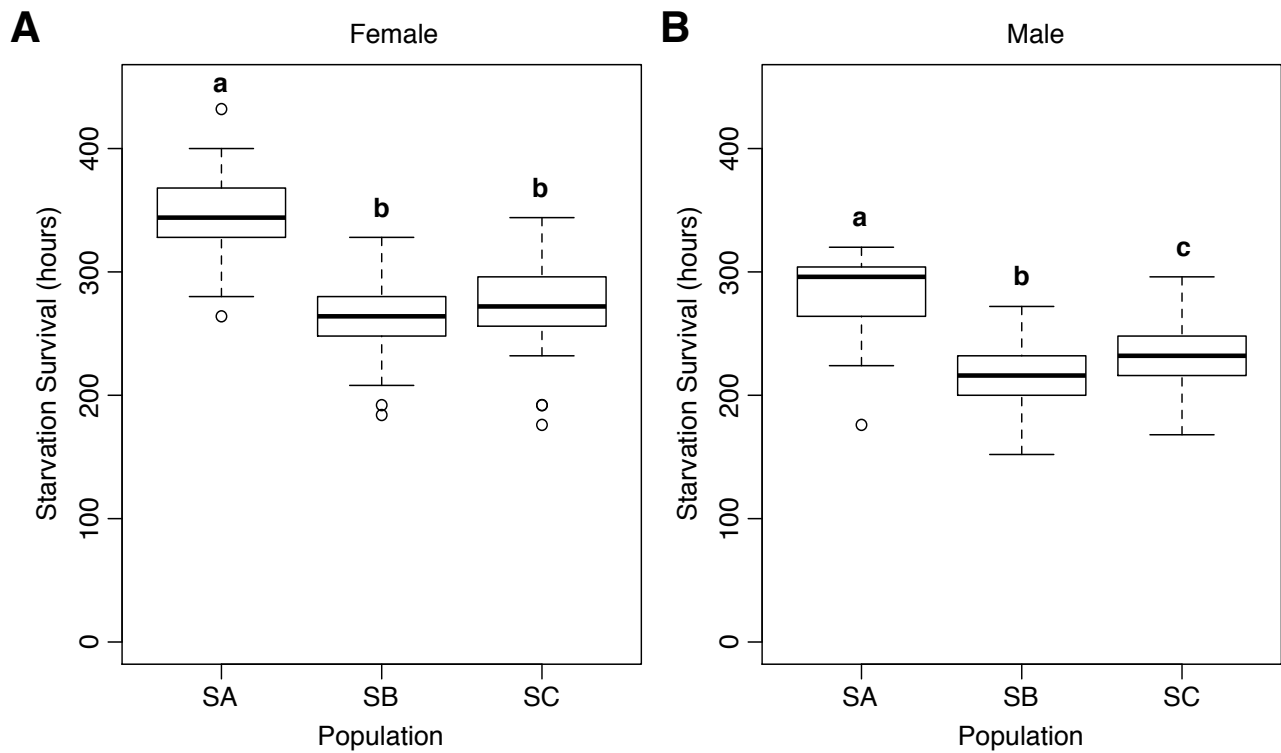 A
Female
a
b
b
400
300
200
100
0
Starvation Survival (hours)
SA SB SC
Population
B
Male
a
b
c
400
300
200
100
0
Starvation Survival (hours)
SA SB SC
Population